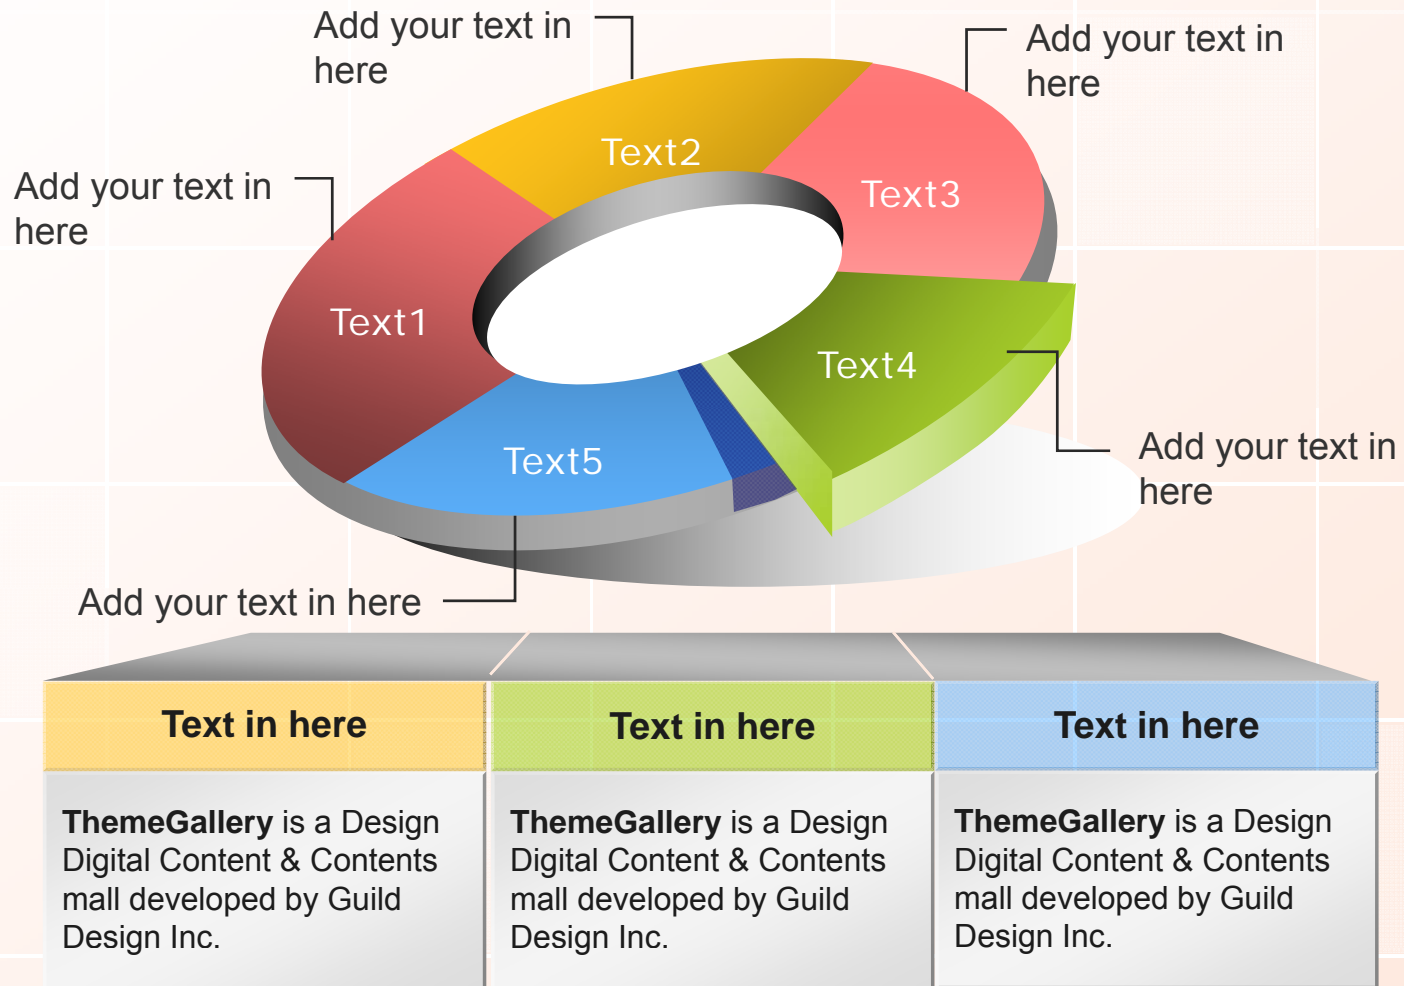 Add your text in
here
Add your text in
here
Text2
Text3
Add your text in
here
Text1
Text4
Add your text in
here
Text5
Add your text in here
Text in here
Text in here
Text in here
ThemeGallery is a Design
Digital Content & Contents
mall developed by Guild
Design Inc.
ThemeGallery is a Design
Digital Content & Contents
mall developed by Guild
Design Inc.
ThemeGallery is a Design
Digital Content & Contents
mall developed by Guild
Design Inc.